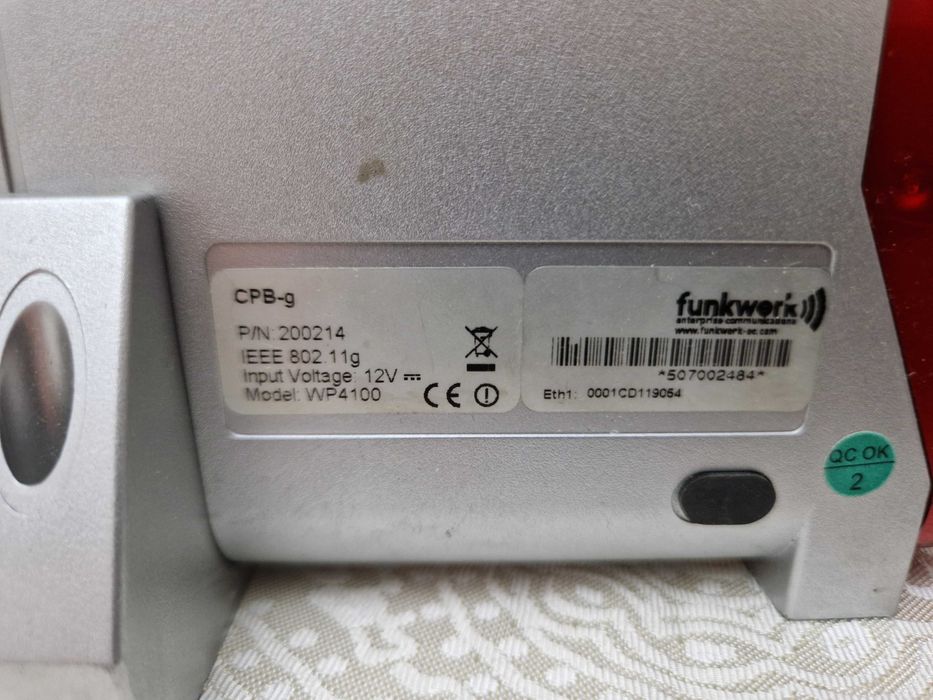 CPB-g
P/N: 200214
IEEE 802.11g
Input Voltage: 12V
Model: WP4100
CE
funkwerk
enterprise communications
www.funkwerk-ec.com
*507002484*
Eth1: 0001CD119054
QC OK
2